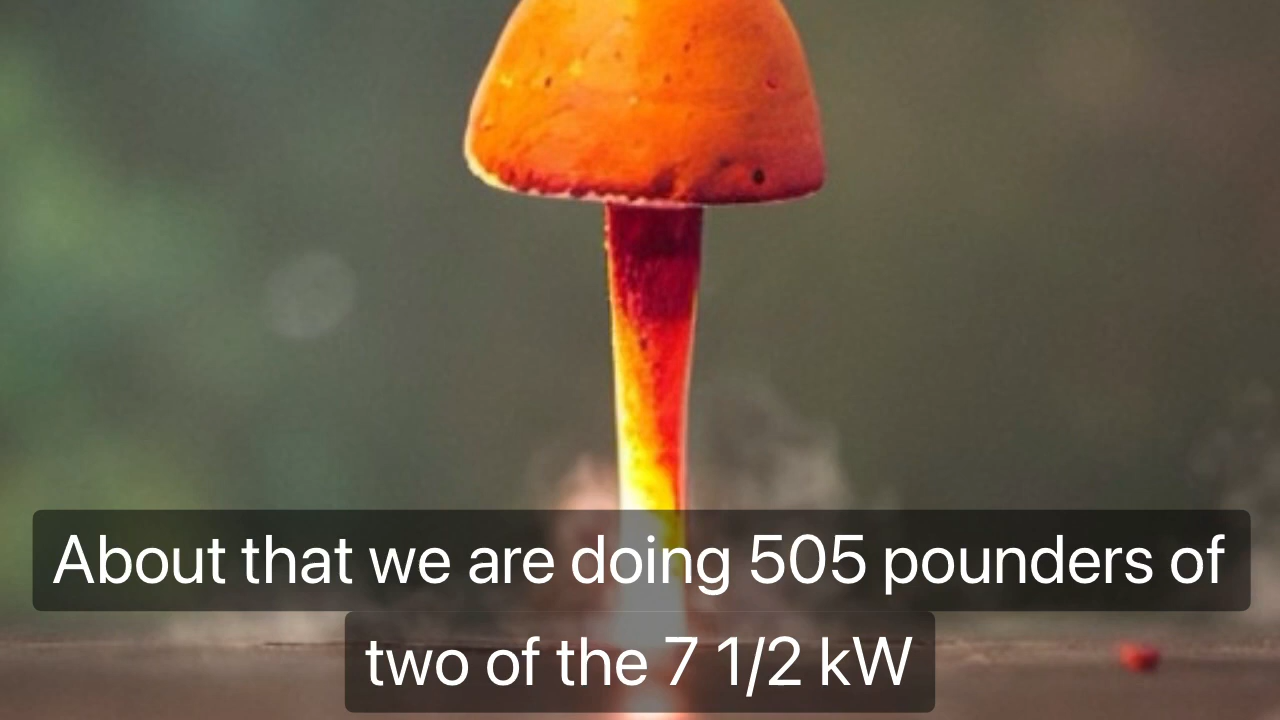 About that we are doing 505 pounders of
two of the 7 1/2 kW